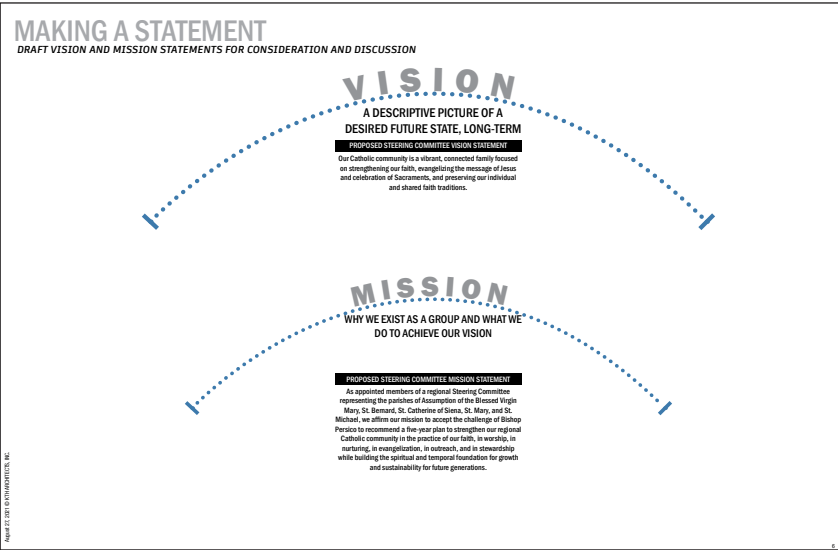 MAKING A STATEMENT
DRAFT VISION AND MISSION STATEMENTS FOR CONSIDERATION AND DISCUSSION
VISION
A DESCRIPTIVE PICTURE OF A
DESIRED FUTURE STATE, LONG-TERM
PROPOSED STEERING COMMITTEE VISION STATEMENT
Our Catholic community is a vibrant, connected family focused
on strengthening our faith, evangelizing the message of Jesus
and celebration of Sacraments, and preserving our individual
and shared faith traditions.
MISSION
WHY WE EXIST AS A GROUP AND WHAT WE
DO TO ACHIEVE OUR VISION
PROPOSED STEERING COMMITTEE MISSION STATEMENT
As appointed members of a regional Steering Committee
representing the parishes of Assumption of the Blessed Virgin
Mary, St. Bernard, St. Catherine of Siena, St. Mary, and St.
Michael, we affirm our mission to accept the challenge of Bishop
Persico to recommend a five-year plan to strengthen our regional
Catholic community in the practice of our faith, in worship, in
nurturing, in evangelization, in outreach, and in stewardship
while building the spiritual and temporal foundation for growth
and sustainability for future generations.
August 27, 2021 © KTH ARCHITECTS, INC.
6